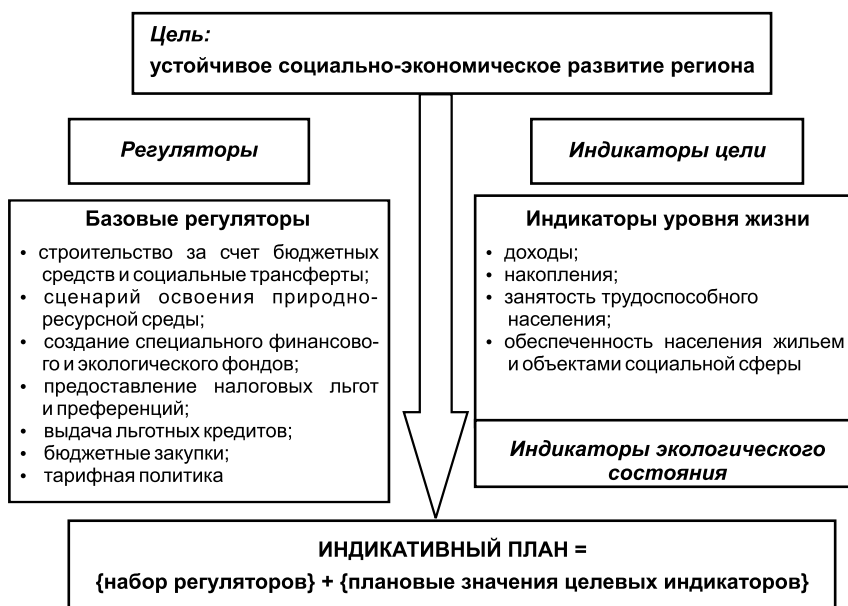 Цель:
устойчивое социально-экономическое развитие региона
Регуляторы
Индикаторы цели
Базовые регуляторы
• строительство за счет бюджетных
средств и социальные трансферты;
• сценарий освоения природно-
ресурсной среды;
• создание специального финансово-
го и экологического фондов;
• предоставление налоговых льгот
и преференций;
• выдача льготных кредитов;
• бюджетные закупки;
• тарифная политика
Индикаторы уровня жизни
• доходы;
• накопления;
• занятость трудоспособного
населения;
• обеспеченность населения жильем
и объектами социальной сферы
Индикаторы экологического
состояния
ИНДИКАТИВНЫЙ ПЛАН =
{набор регуляторов} + {плановые значения целевых индикаторов}